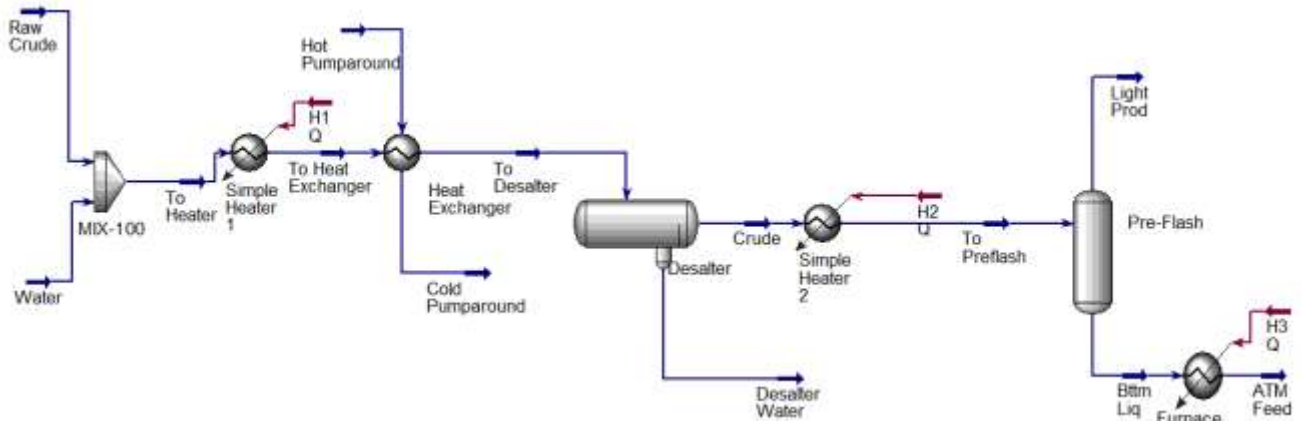 Raw
Crude
Water
MIX-100
To
Heater
H1
Q
Simple
Heater
1
To Heat
Exchanger
Hot
Pumparound
Heat
Exchanger
Cold
Pumparound
To
Desalter
Desalter
Desalter
Water
Crude
H2
Q
Simple
Heater
2
To
Preflash
Light
Prod
Pre-Flash
Bttm
Liq
H3
Q
Furnace
ATM
Feed